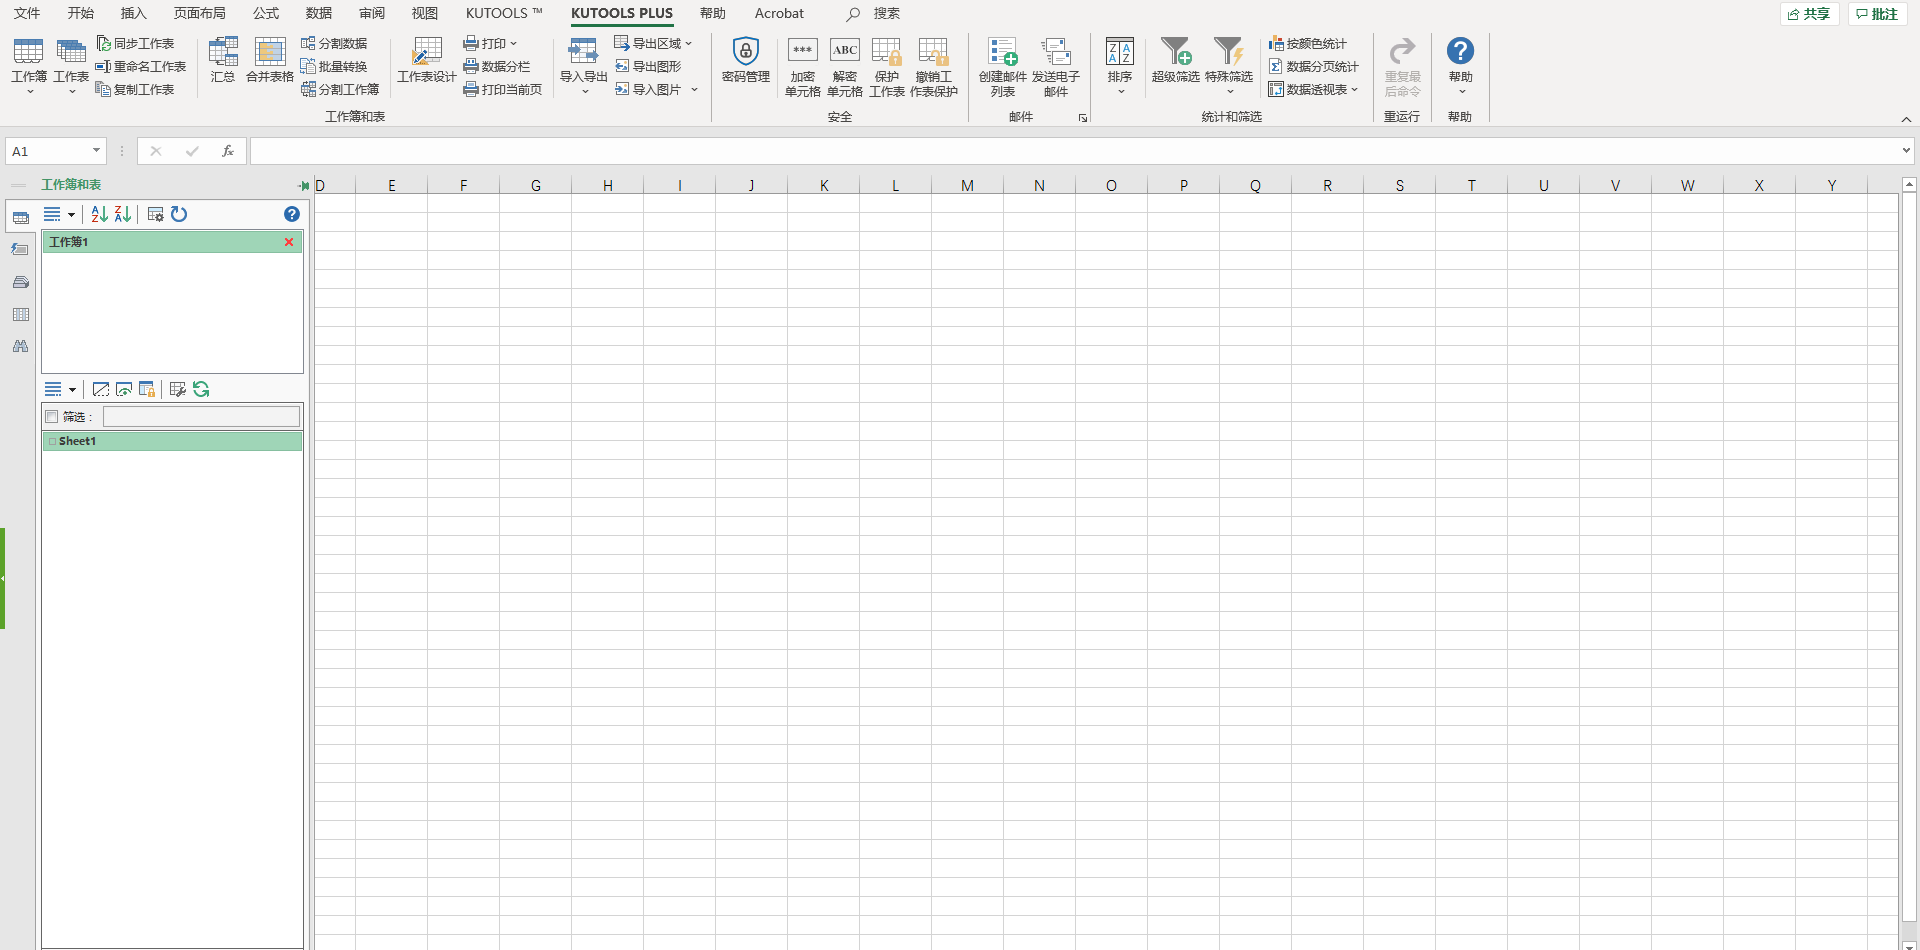 文件 开始 插入 页面布局 公式 数据 审阅 视图 KUTOOLS ™ KUTOOLS PLUS 帮助 Acrobat 搜索 共享 批注
工作簿 工作表 同步工作表 重命名工作表 复制工作表
汇总 合并表格 分割数据 批量转换 分割工作簿
工作表设计 打印 数据分栏 打印当前页
导入导出 导出区域 导出图形 导入图片
工作簿和表
密码管理
加密
单元格
解密
单元格
保护
工作表
撤销工
作表保护
安全
创建邮件
列表
发送电子
邮件
邮件
排序 超级筛选 特殊筛选 按颜色统计 数据分页统计 数据透视表
统计和筛选
重复最
后命令
重运行
帮助
帮助
A1 fx
工作簿和表
工作簿1
筛选：
Sheet1
D E F G H I J K L M N O P Q R S T U V W X Y
*** ABC